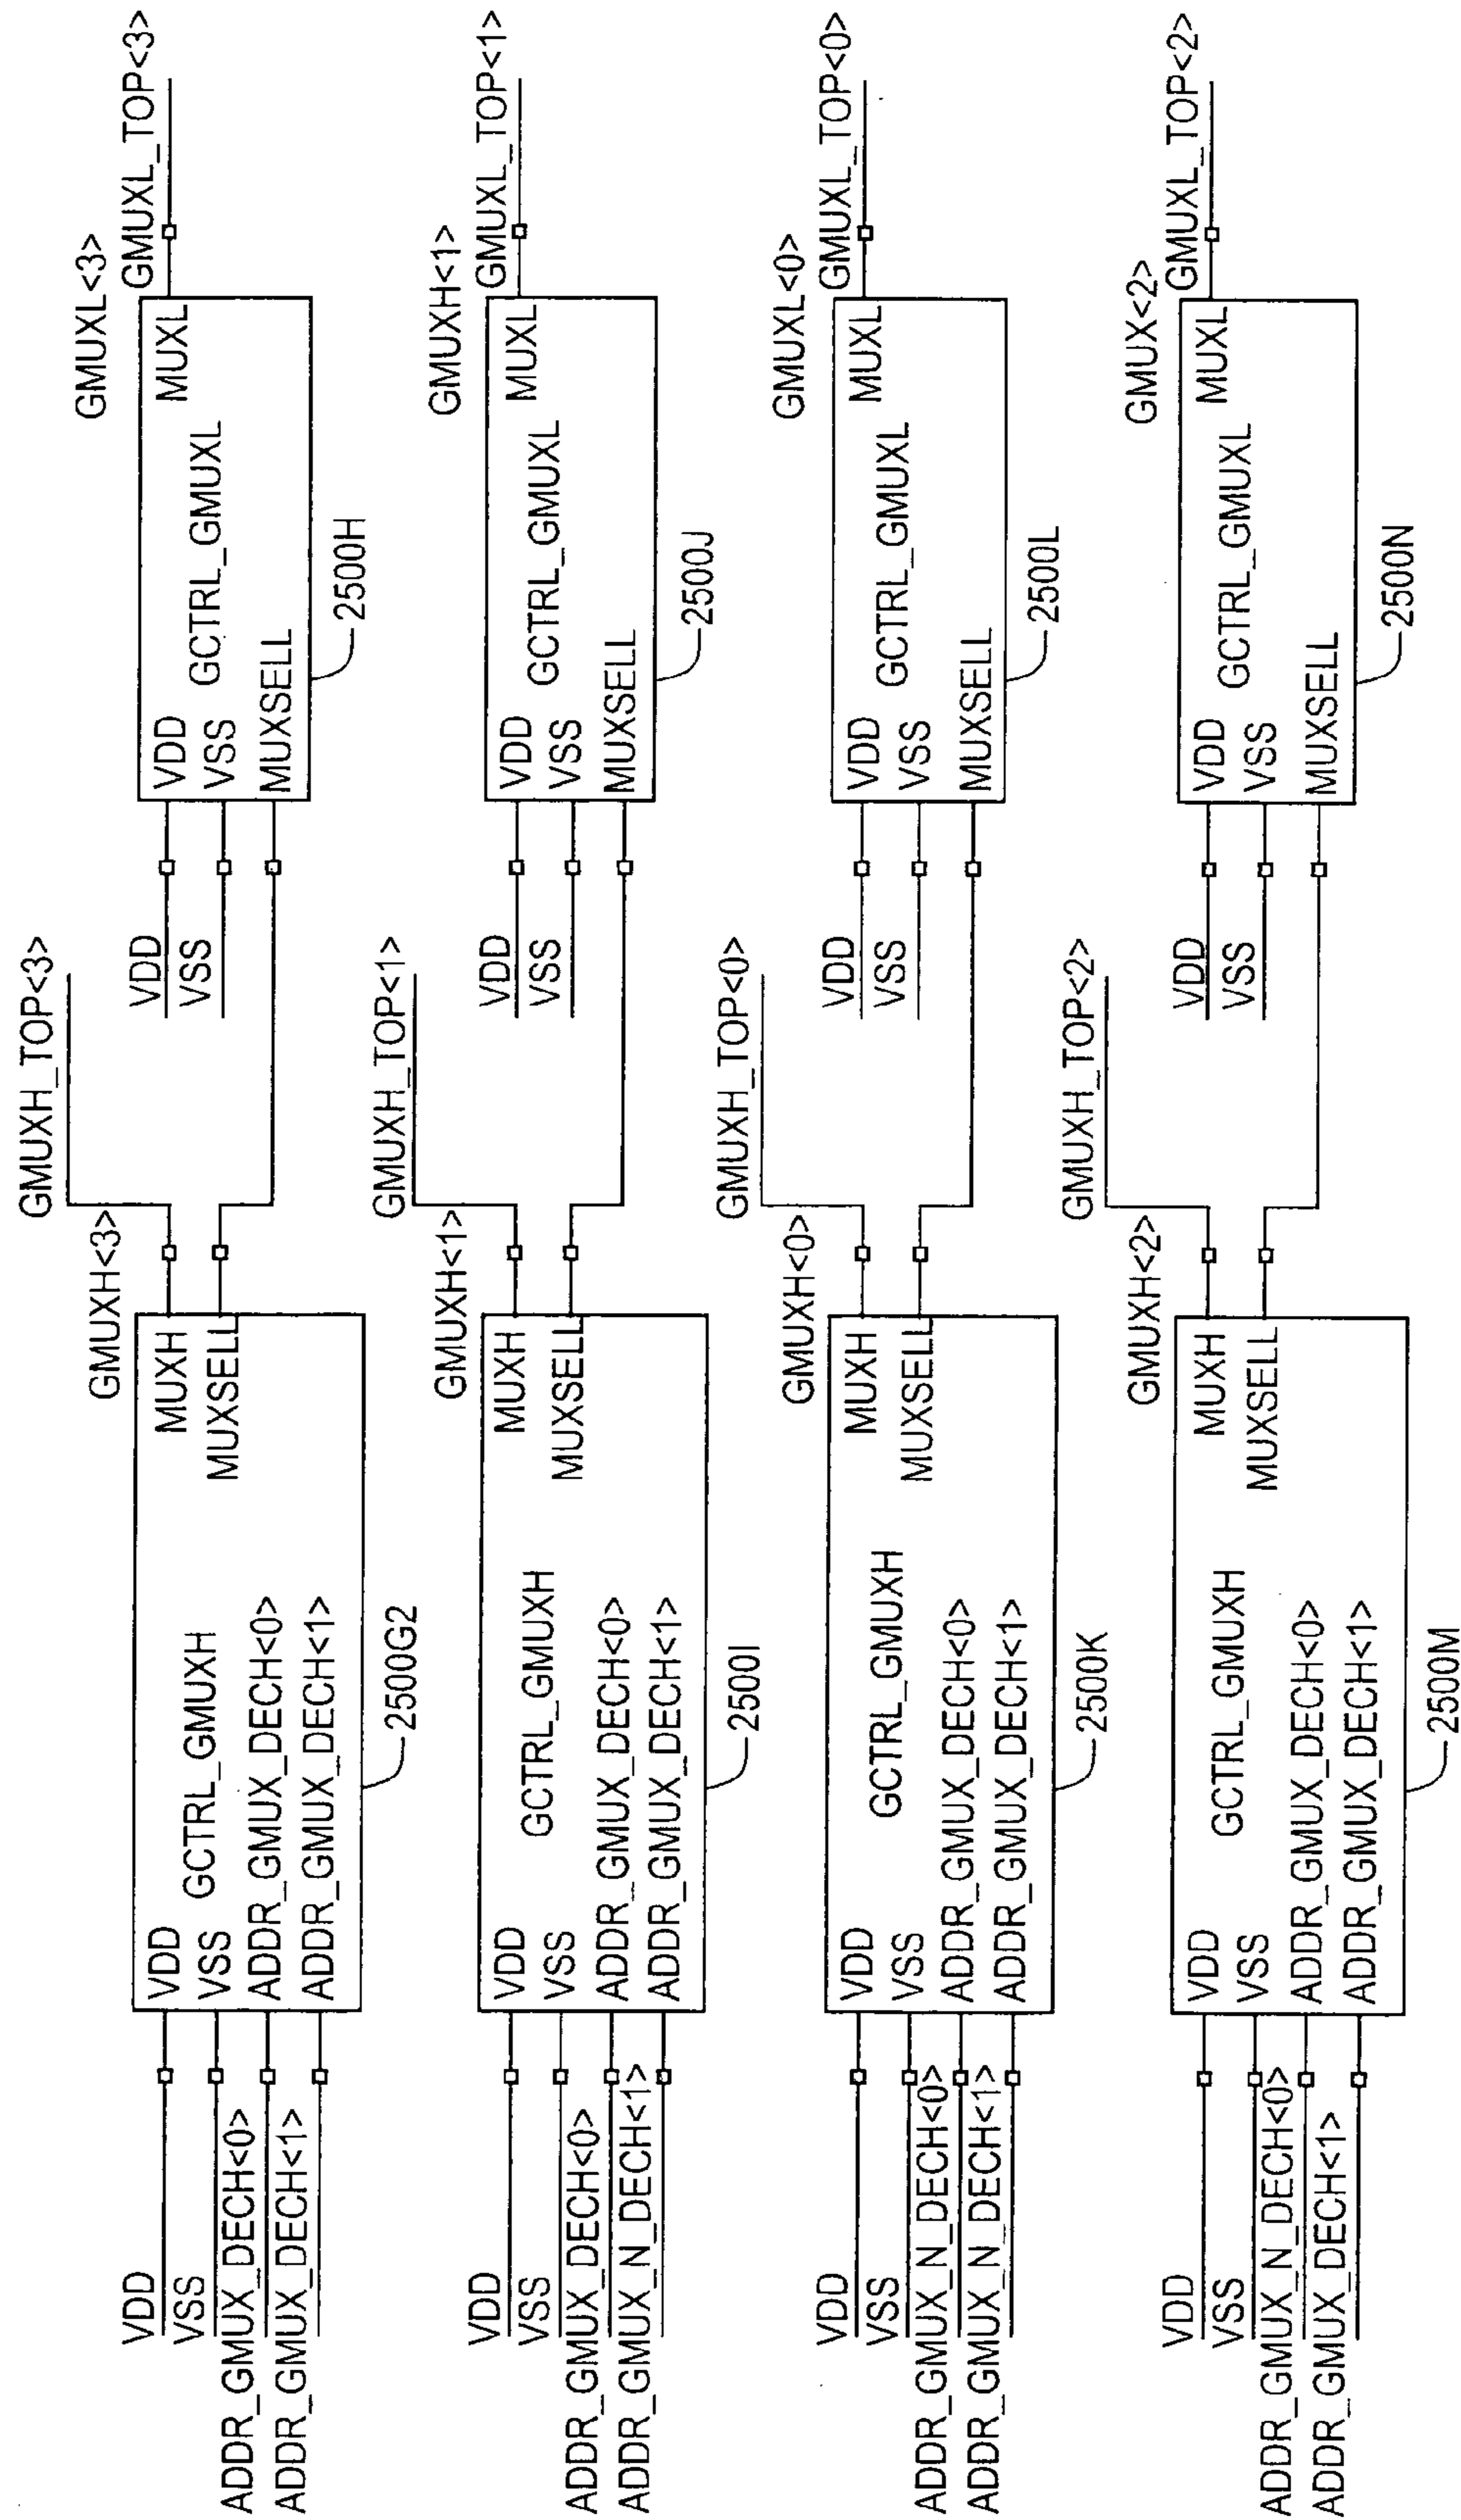 VDD
VSS
ADDR_GMUX_DECH<0>
ADDR_GMUX_DECH<1>
VDD
VSS
GCTRL_GMUXH
ADDR_GMUX_DECH<0>
ADDR_GMUX_DECH<1>
MUXH
MUXSELL
2500G2
GMUXH<3>
GMUXH_TOP<3>
VDD
VSS
VDD
VSS
MUXSELL
GCTRL_GMUXL
MUXL
2500H
GMUXL<3>
GMUXL_TOP<3>
VDD
VSS
ADDR_GMUX_DECH<0>
ADDR_GMUX_N_DECH<1>
VDD
VSS
GCTRL_GMUXH
ADDR_GMUX_DECH<0>
ADDR_GMUX_DECH<1>
MUXH
MUXSELL
2500I
GMUXH<1>
GMUXH_TOP<1>
VDD
VSS
VDD
VSS
MUXSELL
GCTRL_GMUXL
MUXL
2500J
GMUXH<1>
GMUXL_TOP<1>
VDD
VSS
ADDR_GMUX_N_DECH<0>
ADDR_GMUX_N_DECH<1>
VDD
VSS
GCTRL_GMUXH
ADDR_GMUX_DECH<0>
ADDR_GMUX_DECH<1>
MUXH
MUXSELL
2500K
GMUXH<0>
GMUXH_TOP<0>
VDD
VSS
VDD
VSS
MUXSELL
GCTRL_GMUXL
MUXL
2500L
GMUXL<0>
GMUXL_TOP<0>
VDD
VSS
ADDR_GMUX_N_DECH<0>
ADDR_GMUX_DECH<1>
VDD
VSS
GCTRL_GMUXH
ADDR_GMUX_DECH<0>
ADDR_GMUX_DECH<1>
MUXH
MUXSELL
2500M
GMUXH<2>
GMUXH_TOP<2>
VDD
VSS
VDD
VSS
MUXSELL
GCTRL_GMUXL
MUXL
2500N
GMUX<2>
GMUXL_TOP<2>